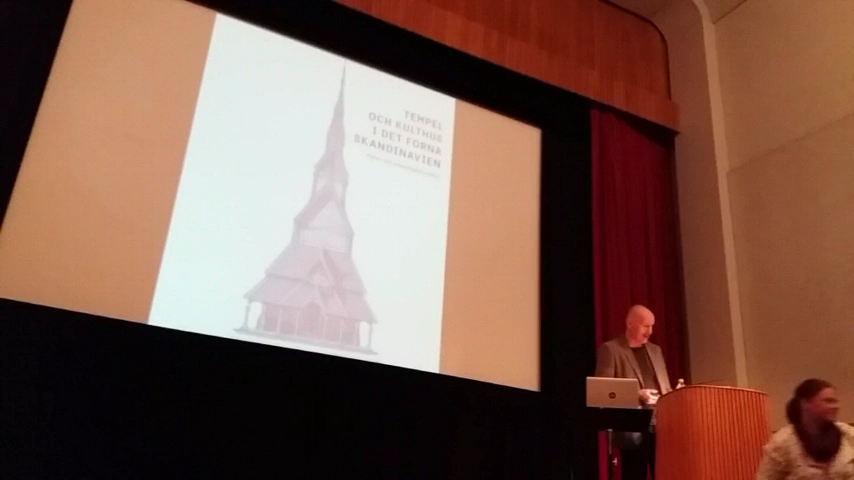 TEMPEL
OCH KULTHUS
I DET FORNA
SKANDINAVIEN